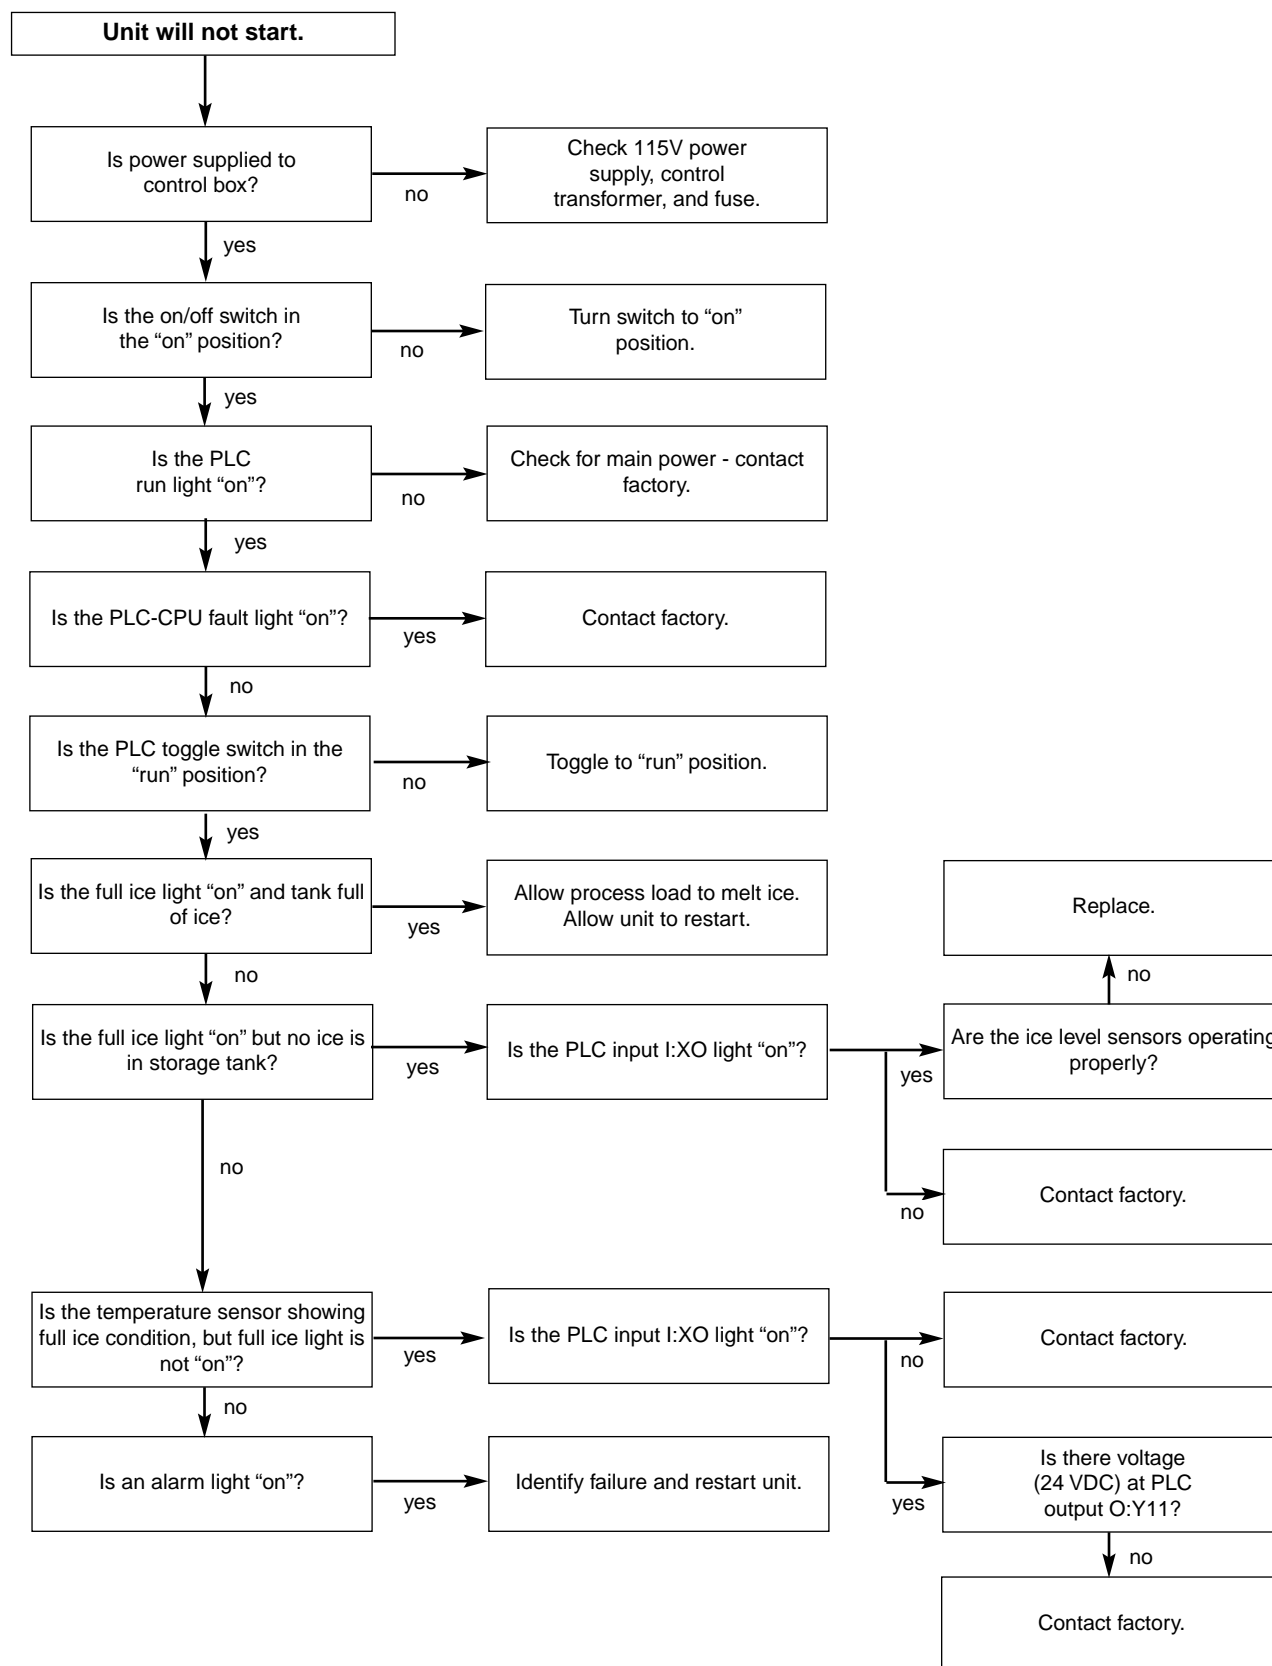 Unit will not start.
Is power supplied to
control box?
no
Check 115V power
supply, control
transformer, and fuse.
yes
Is the on/off switch in
the “on” position?
no
Turn switch to “on”
position.
yes
Is the PLC
run light “on”?
no
Check for main power - contact
factory.
yes
Is the PLC-CPU fault light “on”?
yes
Contact factory.
no
Is the PLC toggle switch in the
“run” position?
no
Toggle to “run” position.
yes
Is the full ice light “on” and tank full
of ice?
yes
Allow process load to melt ice.
Allow unit to restart.
Replace.
no
no
Is the full ice light “on” but no ice is
in storage tank?
yes
Is the PLC input I:XO light “on”?
yes
Are the ice level sensors operating
properly?
no
no
Contact factory.
Is the temperature sensor showing
full ice condition, but full ice light is
not “on”?
yes
Is the PLC input I:XO light “on”?
no
Contact factory.
no
Is an alarm light “on”?
yes
Identify failure and restart unit.
yes
Is there voltage
(24 VDC) at PLC
output O:Y11?
no
Contact factory.